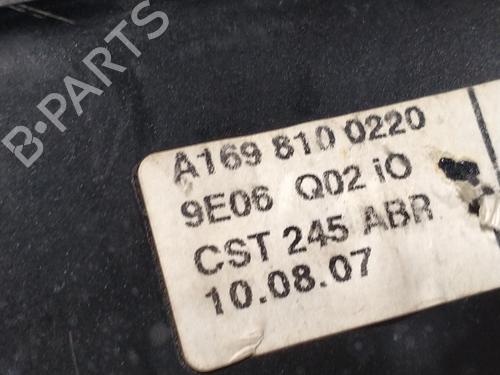 B-PARTS
A169 810 0220
9E06 Q02 iO
CST 245 ABR
10.08.07